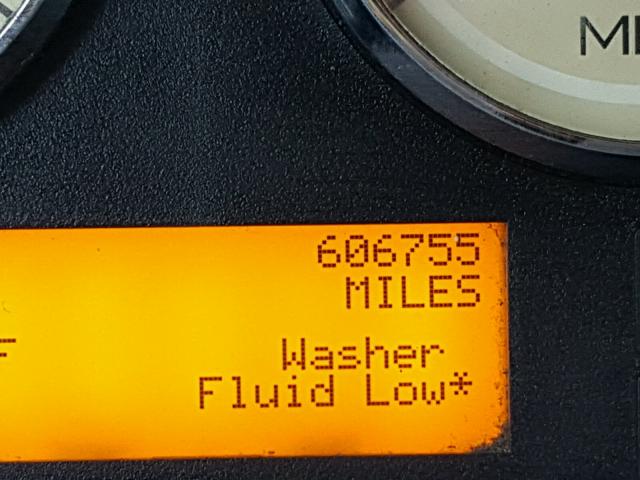 606755
MILES
F
Washer
Fluid Low*